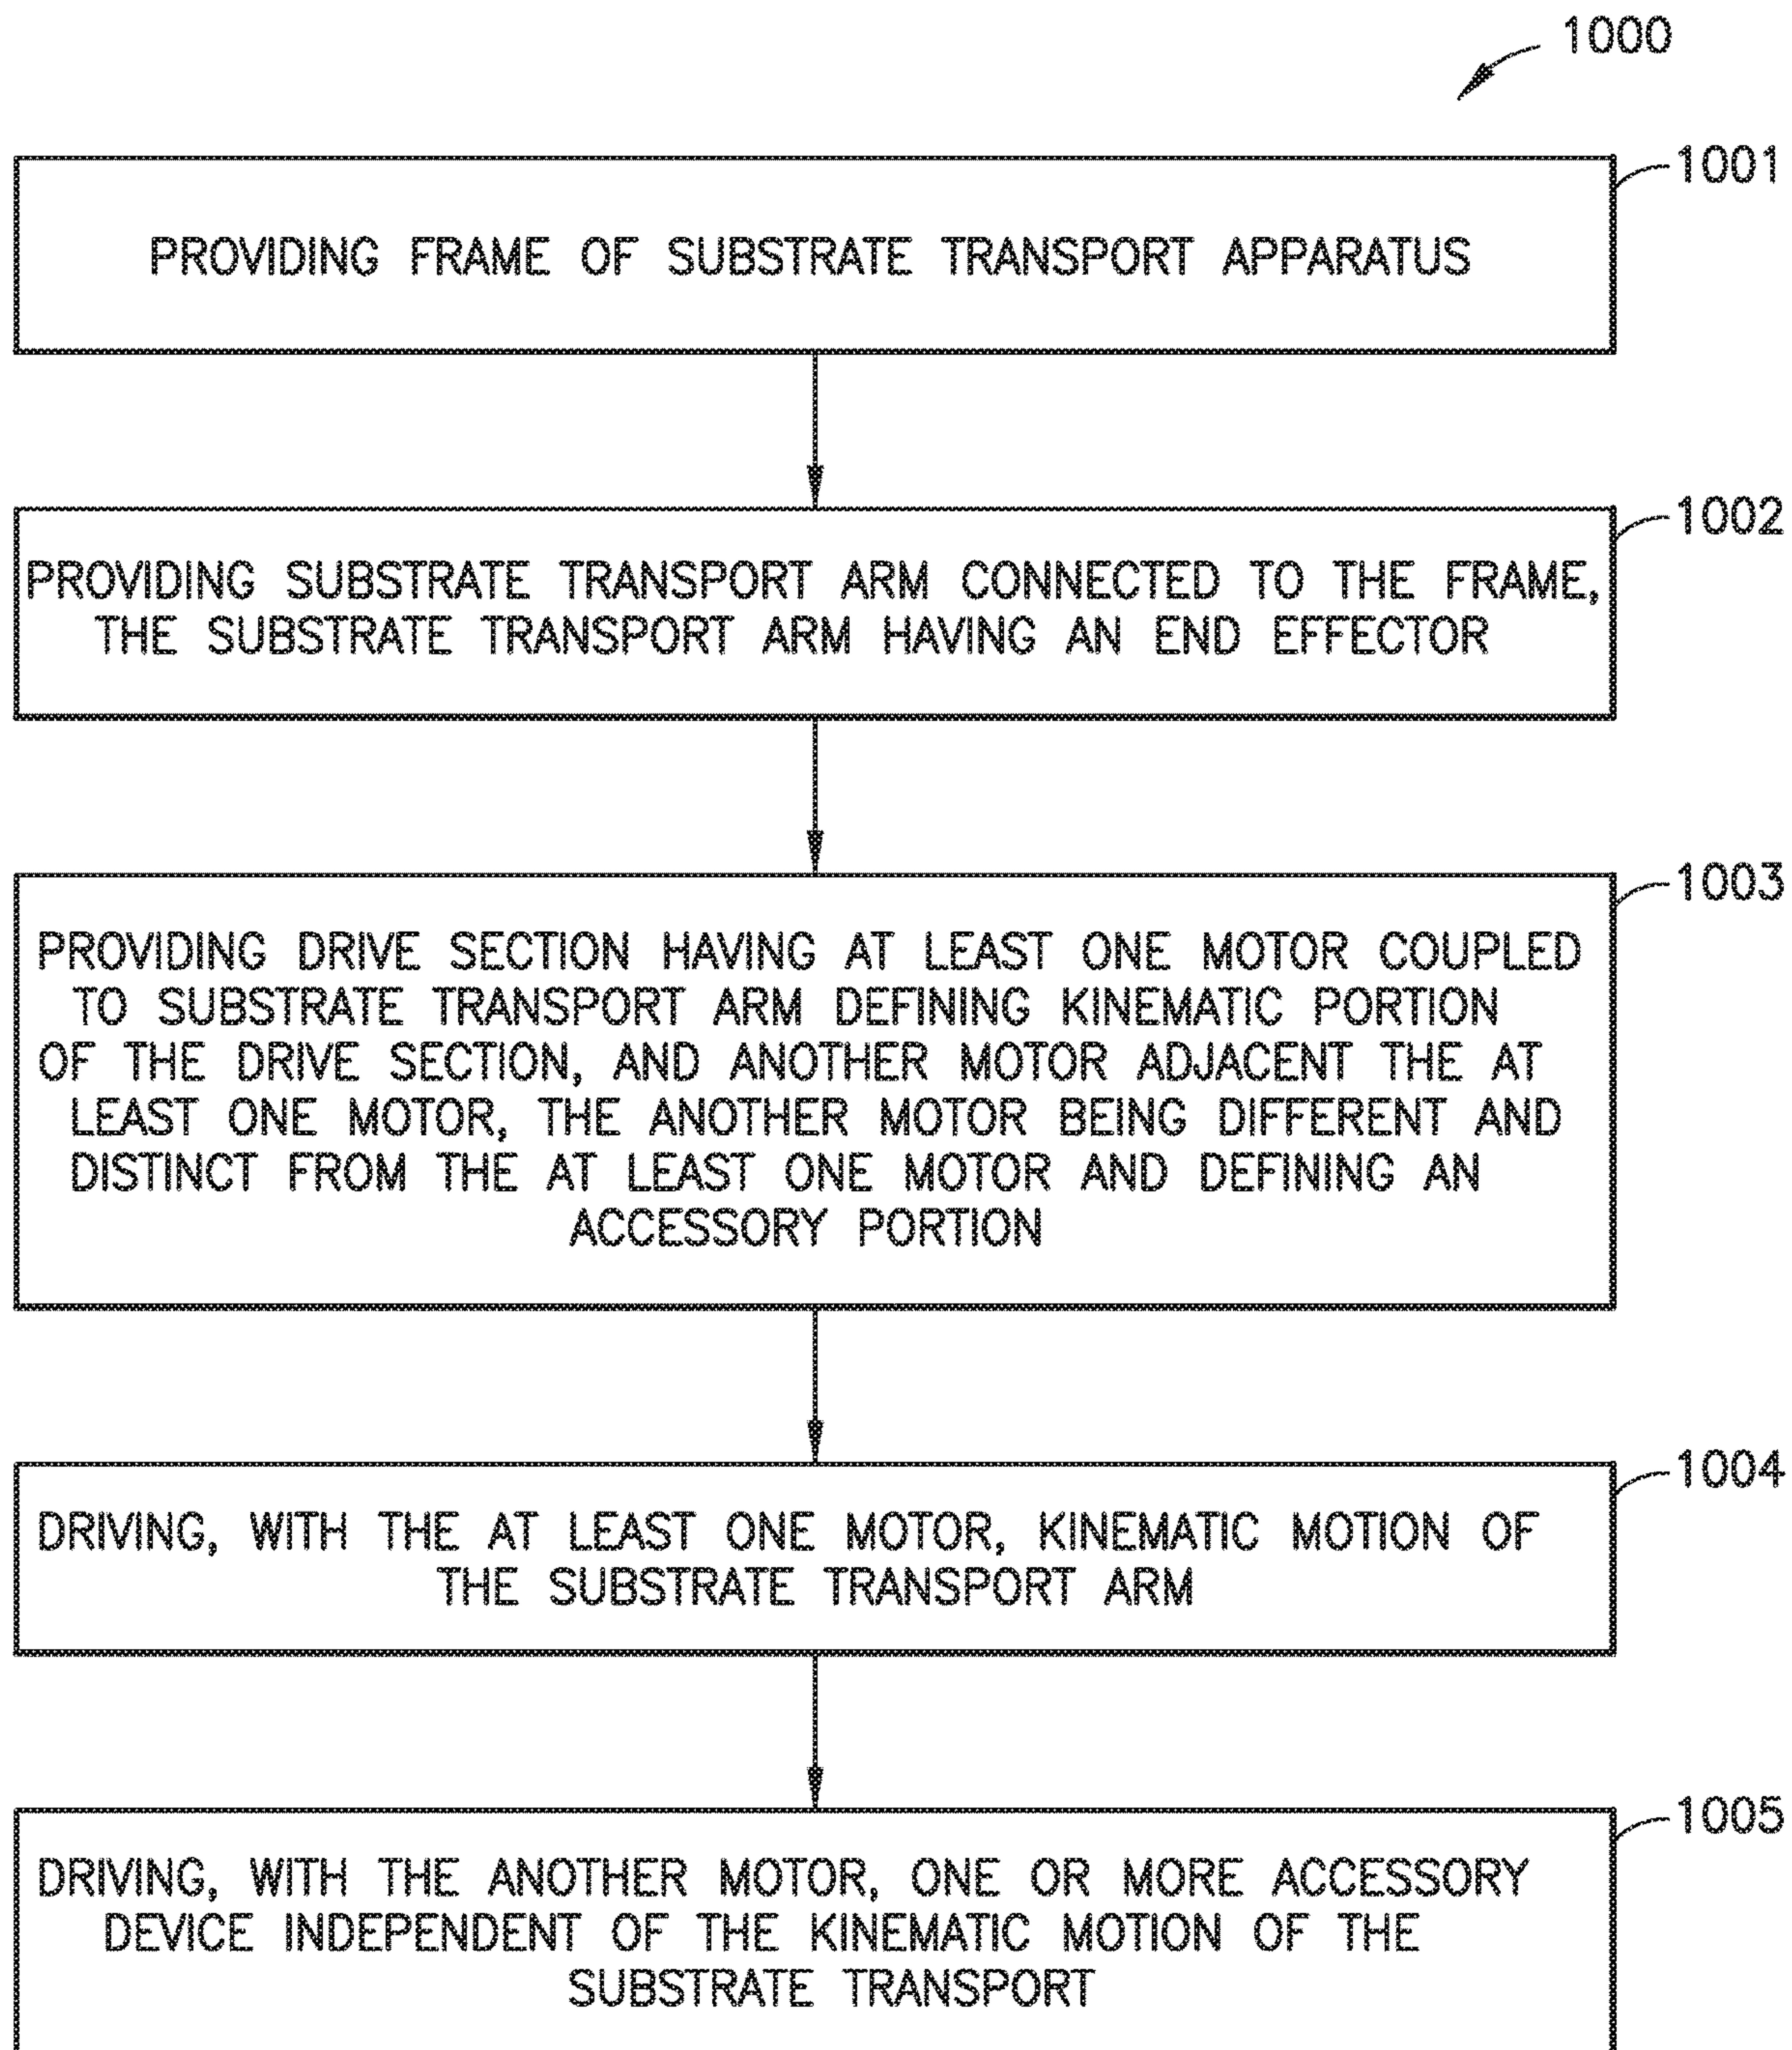 1000
1001
PROVIDING FRAME OF SUBSTRATE TRANSPORT APPARATUS
1002
PROVIDING SUBSTRATE TRANSPORT ARM CONNECTED TO THE FRAME,
THE SUBSTRATE TRANSPORT ARM HAVING AN END EFFECTOR
1003
PROVIDING DRIVE SECTION HAVING AT LEAST ONE MOTOR COUPLED
TO SUBSTRATE TRANSPORT ARM DEFINING KINEMATIC PORTION
OF THE DRIVE SECTION, AND ANOTHER MOTOR ADJACENT THE AT
LEAST ONE MOTOR, THE ANOTHER MOTOR BEING DIFFERENT AND
DISTINCT FROM THE AT LEAST ONE MOTOR AND DEFINING AN
ACCESSORY PORTION
1004
DRIVING, WITH THE AT LEAST ONE MOTOR, KINEMATIC MOTION OF
THE SUBSTRATE TRANSPORT ARM
1005
DRIVING, WITH THE ANOTHER MOTOR, ONE OR MORE ACCESSORY
DEVICE INDEPENDENT OF THE KINEMATIC MOTION OF THE
SUBSTRATE TRANSPORT